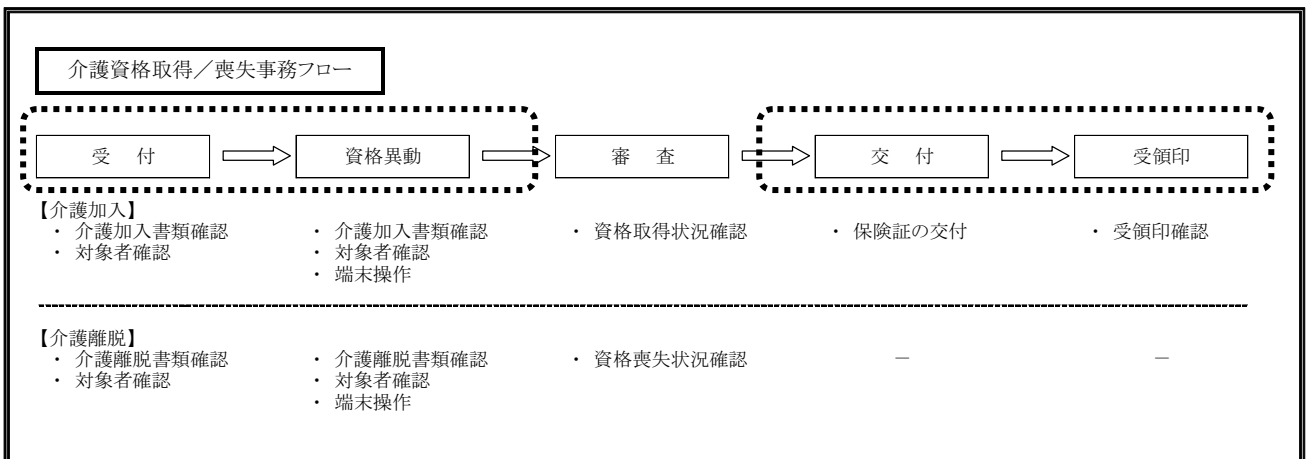 介護資格取得／喪失事務フロー
受　付
資格異動
審　査
交　付
受領印
【介護加入】
・ 介護加入書類確認
・ 対象者確認
・ 介護加入書類確認
・ 対象者確認
・ 端末操作
・ 資格取得状況確認
・ 保険証の交付
・ 受領印確認
【介護離脱】
・ 介護離脱書類確認
・ 対象者確認
・ 介護離脱書類確認
・ 対象者確認
・ 端末操作
・ 資格喪失状況確認
－
－